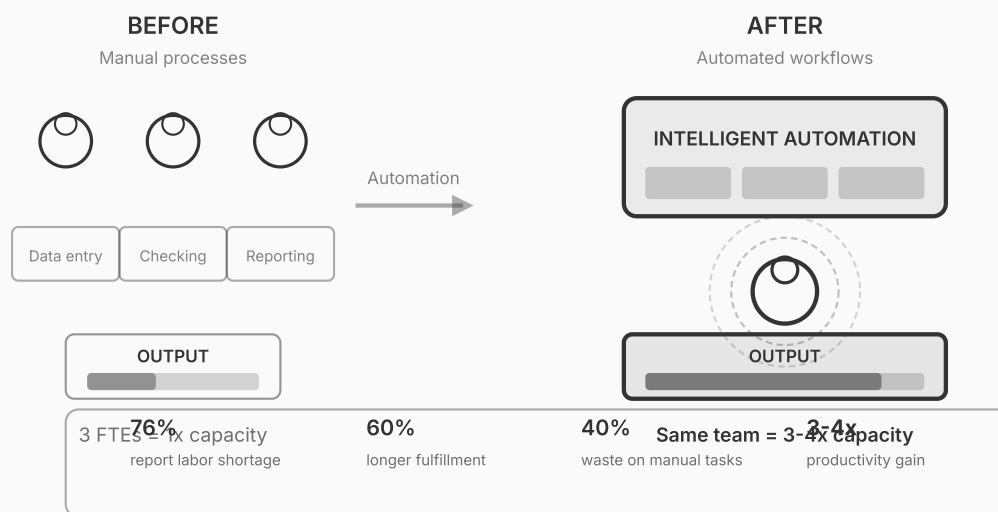 BEFORE
Manual processes
AFTER
Automated workflows
INTELLIGENT AUTOMATION
Automation
Data entry
Checking
Reporting
OUTPUT
OUTPUT
3 FTEs = 1x capacity
Same team = 3-4x capacity
76%
report labor shortage
60%
longer fulfillment
40%
waste on manual tasks
3-4x
productivity gain